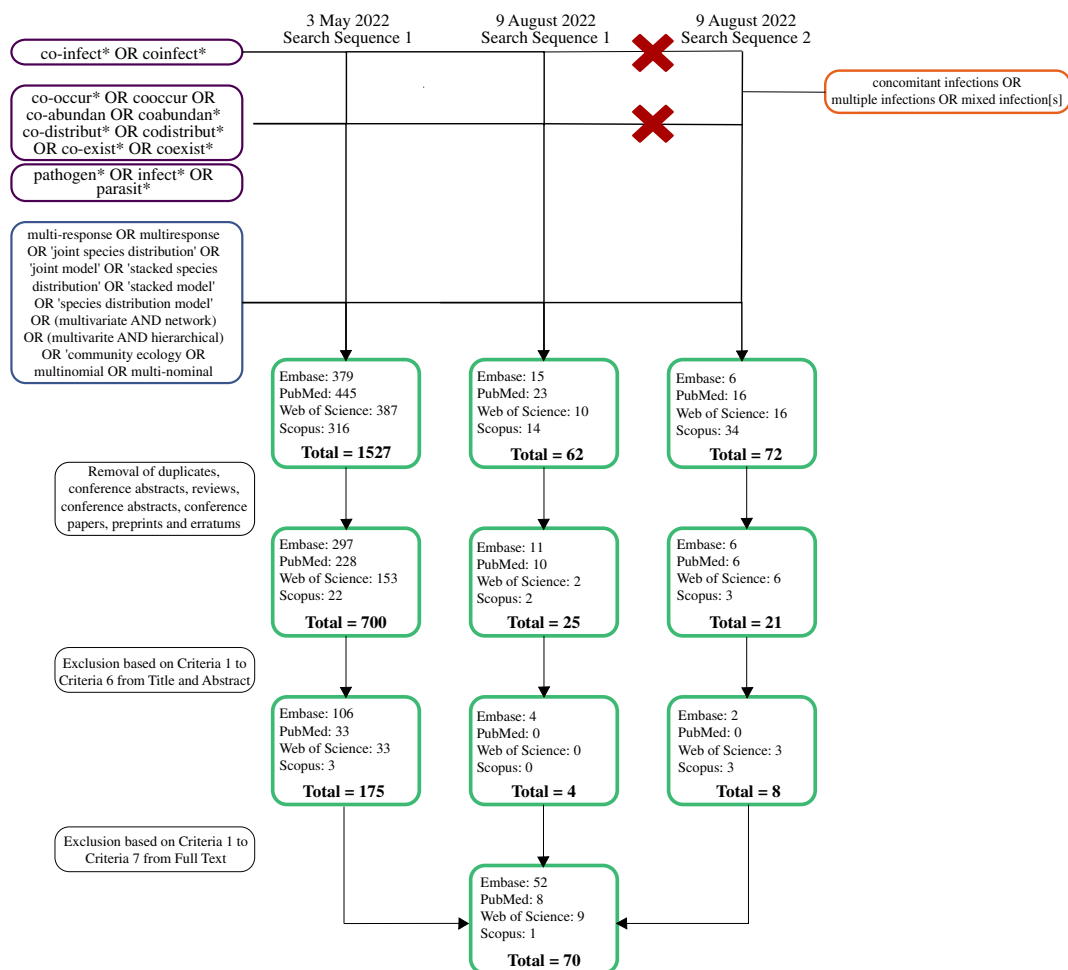 3 May 2022
Search Sequence 1
9 August 2022
Search Sequence 1
9 August 2022
Search Sequence 2
co-infect* OR coinfect*
concomitant infections OR
multiple infections OR mixed infection[s]
co-occur* OR cooccur OR
co-abundan OR coabundan*
co-distribut* OR codistribut*
OR co-exist* OR coexist*
pathogen* OR infect* OR
parasit*
multi-response OR multiresponse
OR 'joint species distribution' OR
'joint model' OR 'stacked species
distribution' OR 'stacked model'
OR 'species distribution model'
OR (multivariate AND network)
OR (multivarite AND hierarchical)
OR 'community ecology OR
multinomial OR multi-nominal
Embase: 379
PubMed: 445
Web of Science: 387
Scopus: 316
Total = 1527
Embase: 15
PubMed: 23
Web of Science: 10
Scopus: 14
Total = 62
Embase: 6
PubMed: 16
Web of Science: 16
Scopus: 34
Total = 72
Removal of duplicates,
conference abstracts, reviews,
conference abstracts, conference
papers, preprints and erratums
Embase: 297
PubMed: 228
Web of Science: 153
Scopus: 22
Total = 700
Embase: 11
PubMed: 10
Web of Science: 2
Scopus: 2
Total = 25
Embase: 6
PubMed: 6
Web of Science: 6
Scopus: 3
Total = 21
Exclusion based on Criteria 1 to
Criteria 6 from Title and Abstract
Embase: 106
PubMed: 33
Web of Science: 33
Scopus: 3
Total = 175
Embase: 4
PubMed: 0
Web of Science: 0
Scopus: 0
Total = 4
Embase: 2
PubMed: 0
Web of Science: 3
Scopus: 3
Total = 8
Exclusion based on Criteria 1 to
Criteria 7 from Full Text
Embase: 52
PubMed: 8
Web of Science: 9
Scopus: 1
Total = 70